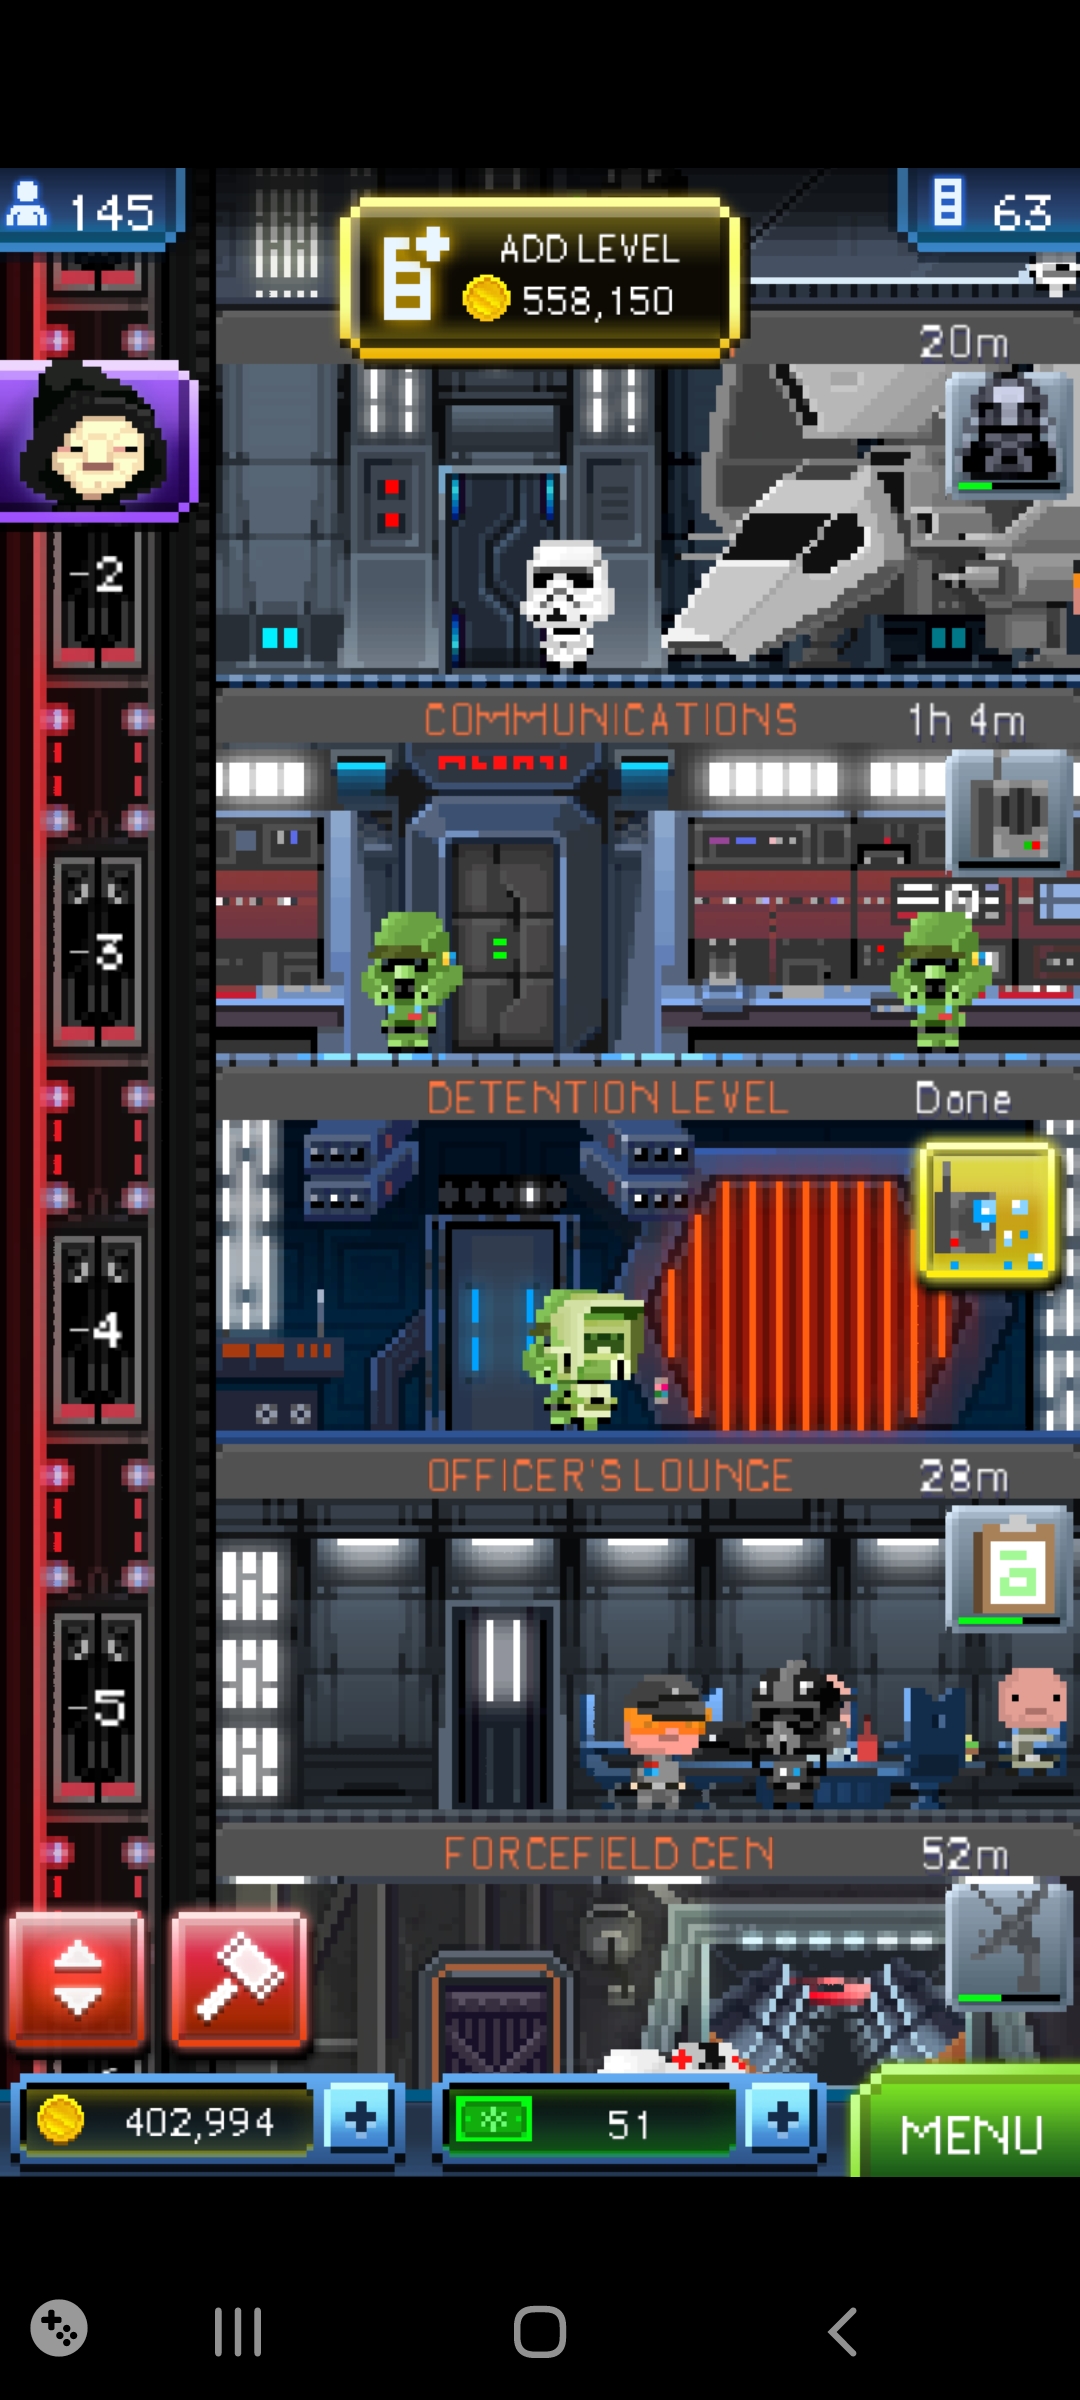 145
ADD LEVEL
558,150
63
20m
-2
COMMUNICATIONS
1h 4m
-3
DETENTION LEVEL
Done
-4
OFFICER'S LOUNGE
28m
-5
FORCEFIELD GEN
52m
402,994
51
MENU